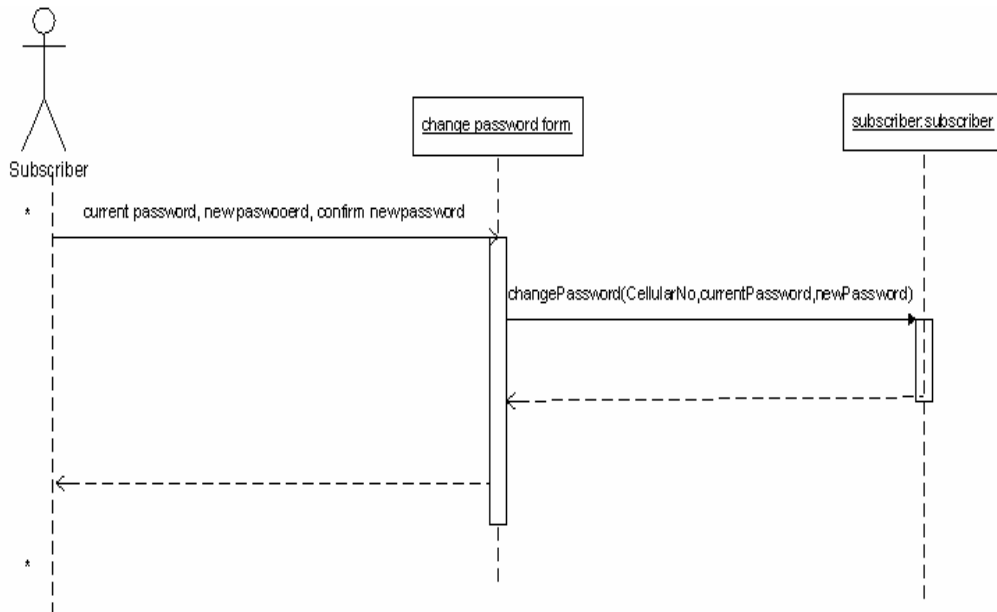 change password form
subscriber:subscriber
Subscriber
*
current password, new paswooerd, confirm newpassword
changePassword(CellularNo,currentPassword,newPassword)
*